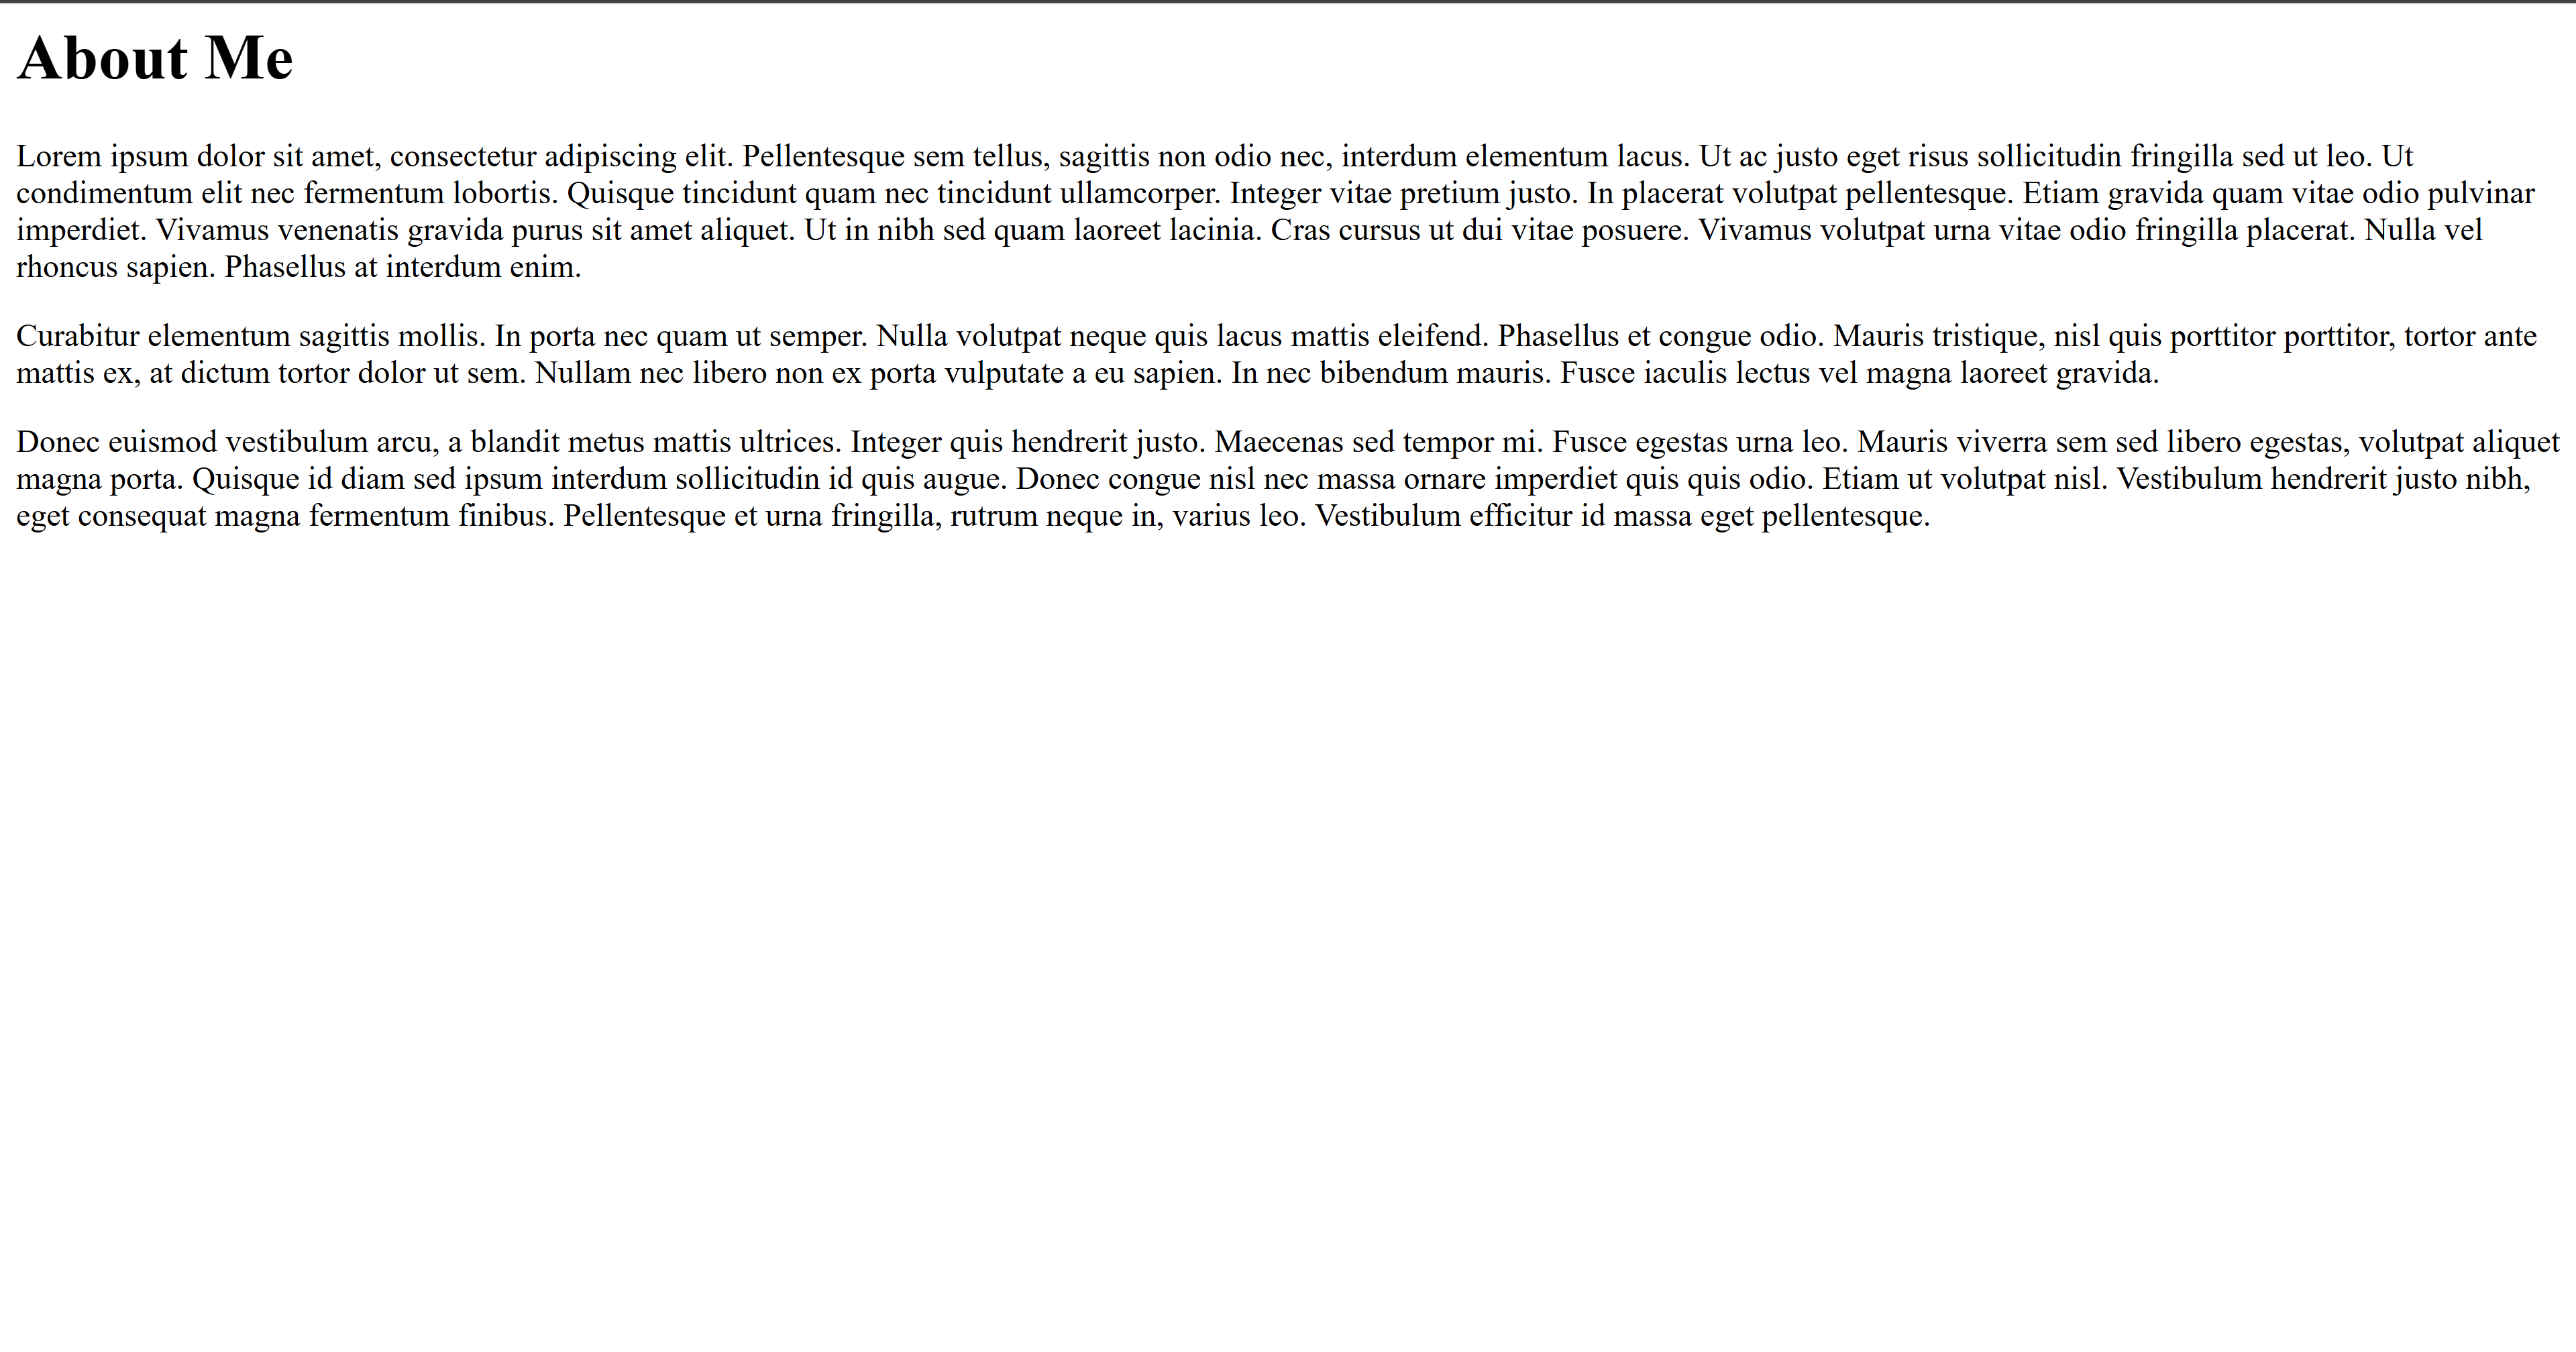 About Me
Lorem ipsum dolor sit amet, consectetur adipiscing elit. Pellentesque sem tellus, sagittis non odio nec, interdum elementum lacus. Ut ac justo eget risus sollicitudin fringilla sed ut leo. Ut
condimentum elit nec fermentum lobortis. Quisque tincidunt quam nec tincidunt ullamcorper. Integer vitae pretium justo. In placerat volutpat pellentesque. Etiam gravida quam vitae odio pulvinar
imperdiet. Vivamus venenatis gravida purus sit amet aliquet. Ut in nibh sed quam laoreet lacinia. Cras cursus ut dui vitae posuere. Vivamus volutpat urna vitae odio fringilla placerat. Nulla vel
rhoncus sapien. Phasellus at interdum enim.
Curabitur elementum sagittis mollis. In porta nec quam ut semper. Nulla volutpat neque quis lacus mattis eleifend. Phasellus et congue odio. Mauris tristique, nisl quis porttitor porttitor, tortor ante
mattis ex, at dictum tortor dolor ut sem. Nullam nec libero non ex porta vulputate a eu sapien. In nec bibendum mauris. Fusce iaculis lectus vel magna laoreet gravida.
Donec euismod vestibulum arcu, a blandit metus mattis ultrices. Integer quis hendrerit justo. Maecenas sed tempor mi. Fusce egestas urna leo. Mauris viverra sem sed libero egestas, volutpat aliquet
magna porta. Quisque id diam sed ipsum interdum sollicitudin id quis augue. Donec congue nisl nec massa ornare imperdiet quis quis odio. Etiam ut volutpat nisl. Vestibulum hendrerit justo nibh,
eget consequat magna fermentum finibus. Pellentesque et urna fringilla, rutrum neque in, varius leo. Vestibulum efficitur id massa eget pellentesque.